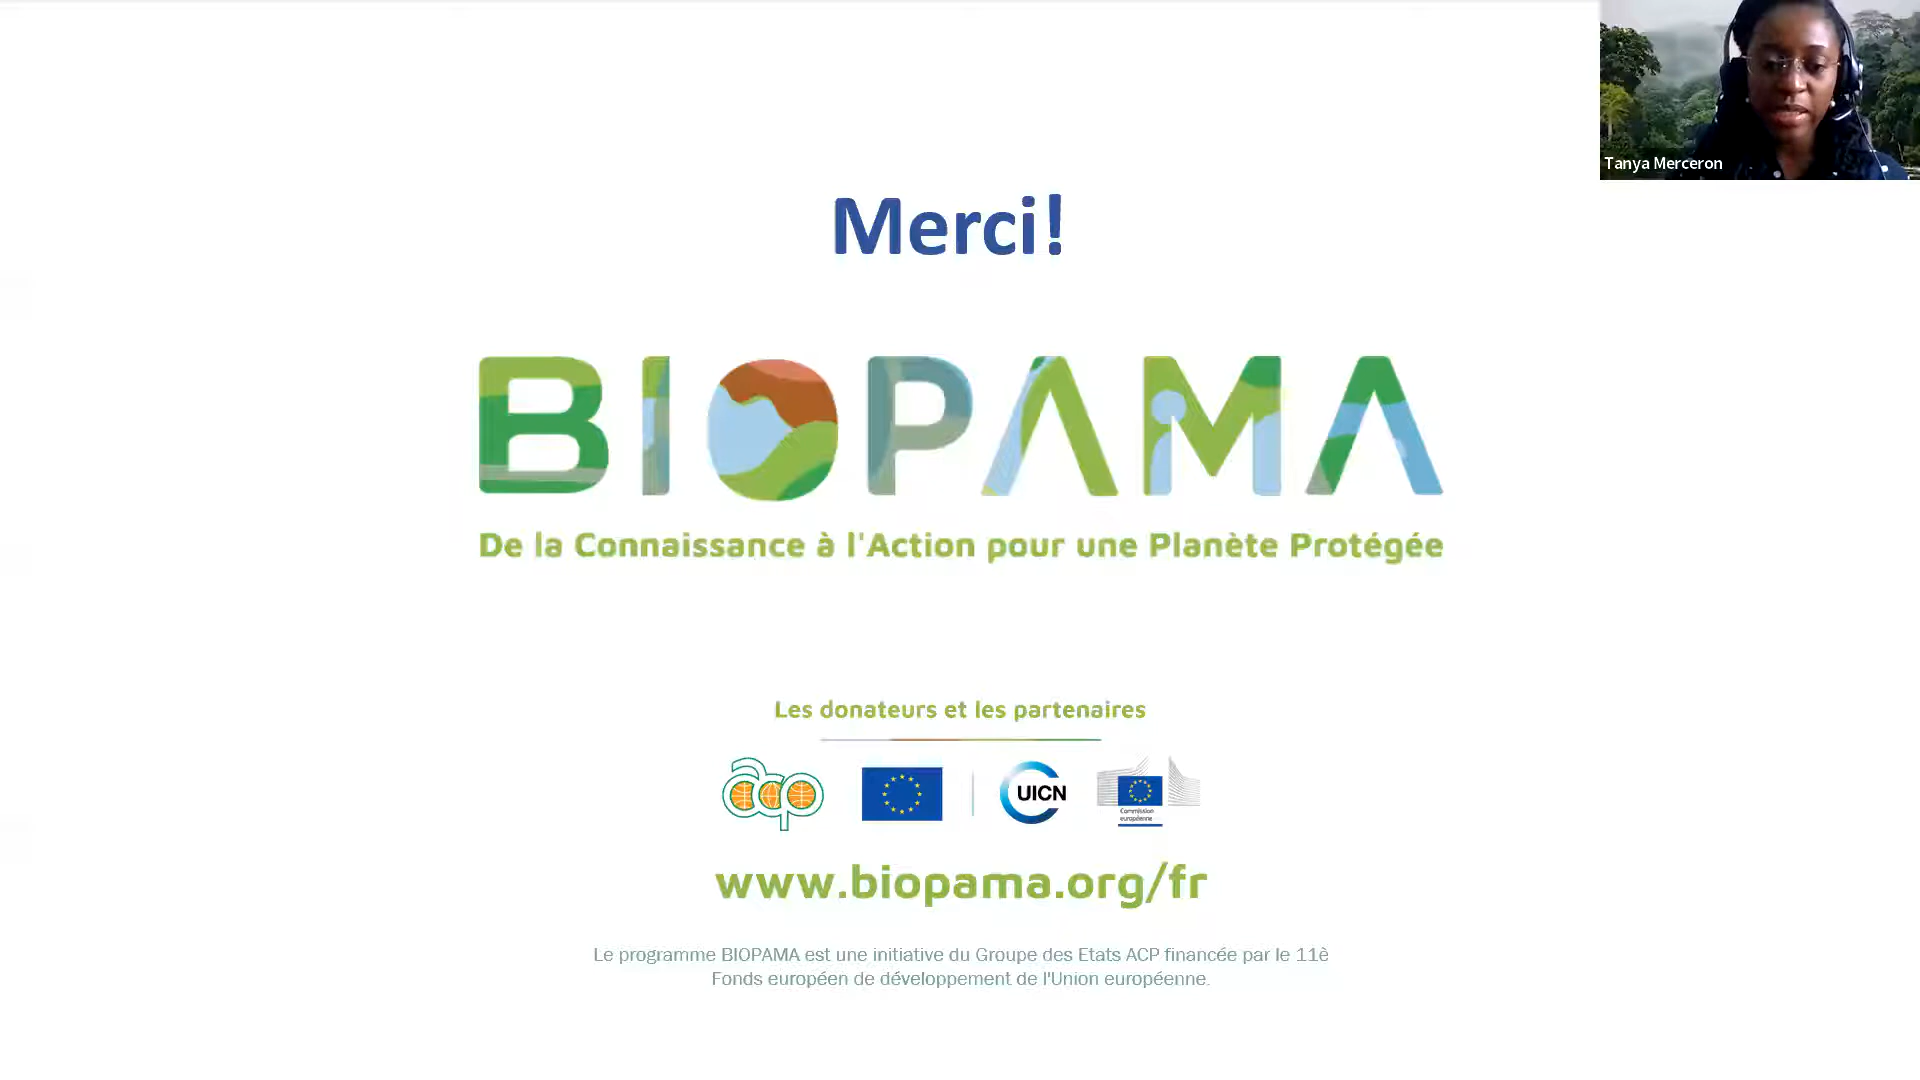 Tanya Merceron
Merci!
BIOPAMA
De la Connaissance à l'Action pour une Planète Protégée
Les donateurs et les partenaires
acp
UICN
Commission
européenne
www.biopama.org/fr
Le programme BIOPAMA est une initiative du Groupe des Etats ACP financée par le 11è
Fonds européen de développement de l'Union européenne.